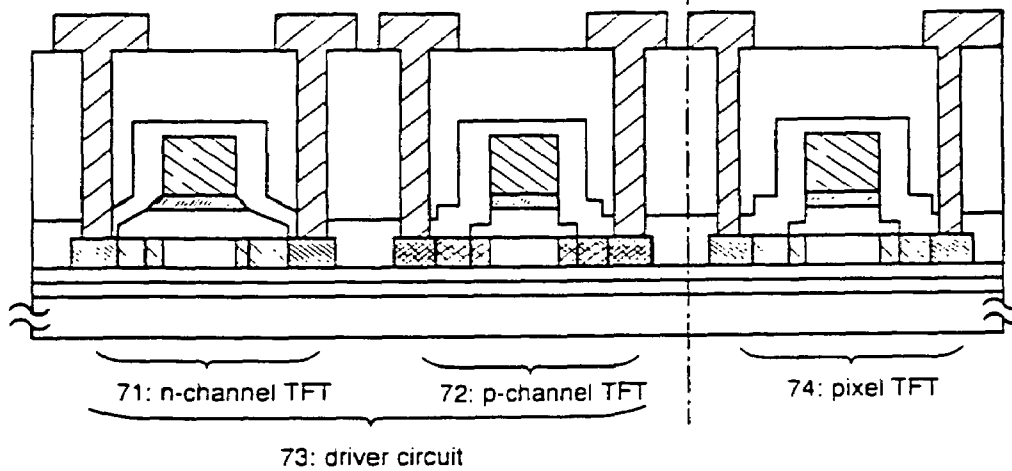 71: n-channel TFT
72: p-channel TFT
74: pixel TFT
73: driver circuit